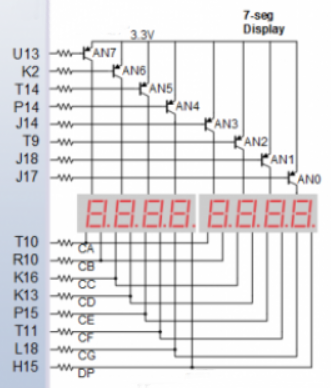 7-seg
Display
3.3V
U13 AN7
K2 AN6
T14 AN5
P14 AN4
J14 AN3
T9 AN2
J18 AN1
J17 AN0
8.8.8.8. 8.8.8.8.
T10 CA
R10 CB
K16 CC
K13 CD
P15 CE
T11 CF
L18 CG
H15 DP